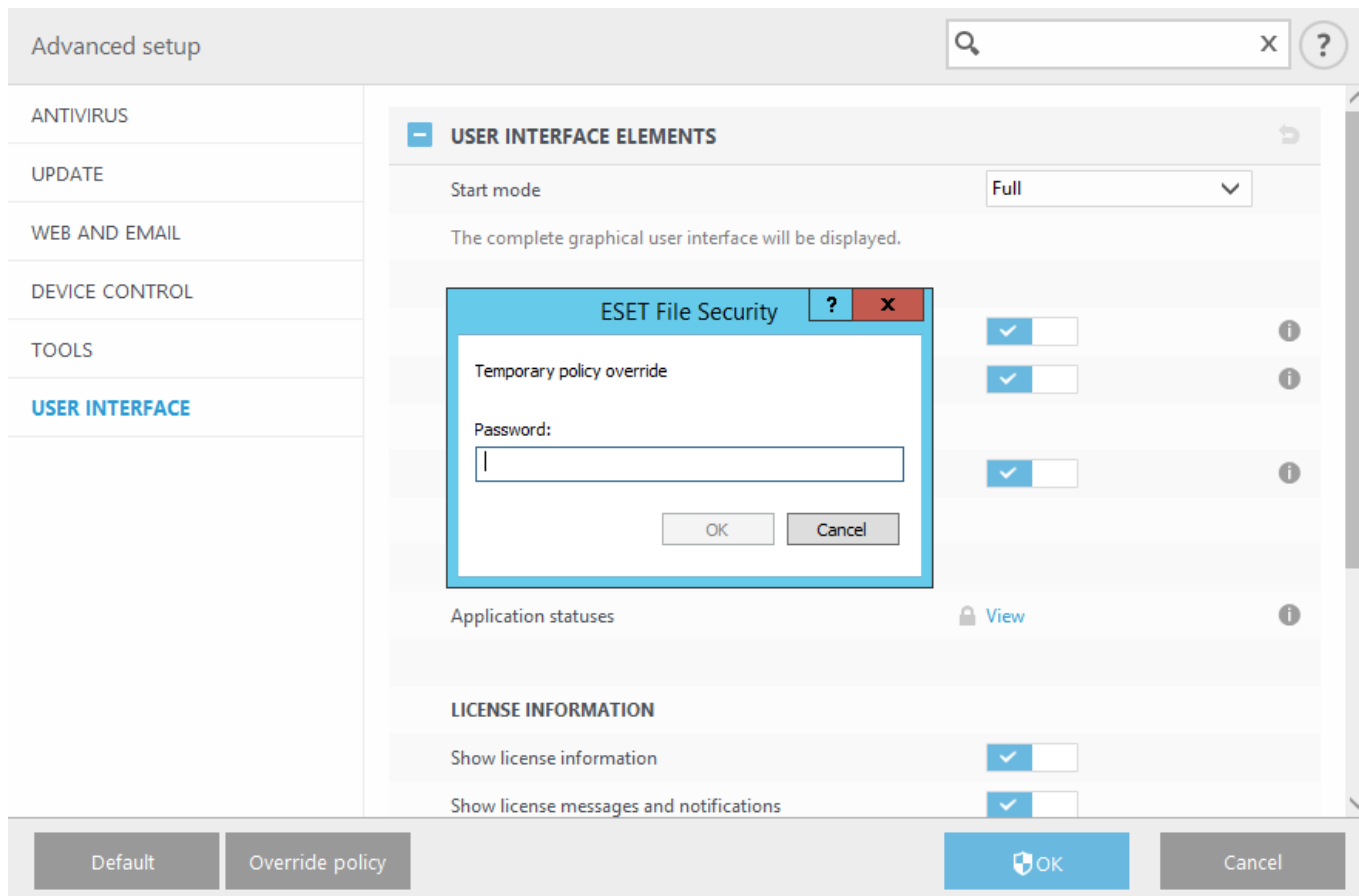 Advanced setup
x
?
ANTIVIRUS
UPDATE
WEB AND EMAIL
DEVICE CONTROL
TOOLS
USER INTERFACE
USER INTERFACE ELEMENTS
Start mode
Full
The complete graphical user interface will be displayed.
ESET File Security
?
x
Temporary policy override
Password:
OK
Cancel
Application statuses
View
LICENSE INFORMATION
Show license information
Show license messages and notifications
Default
Override policy
OK
Cancel